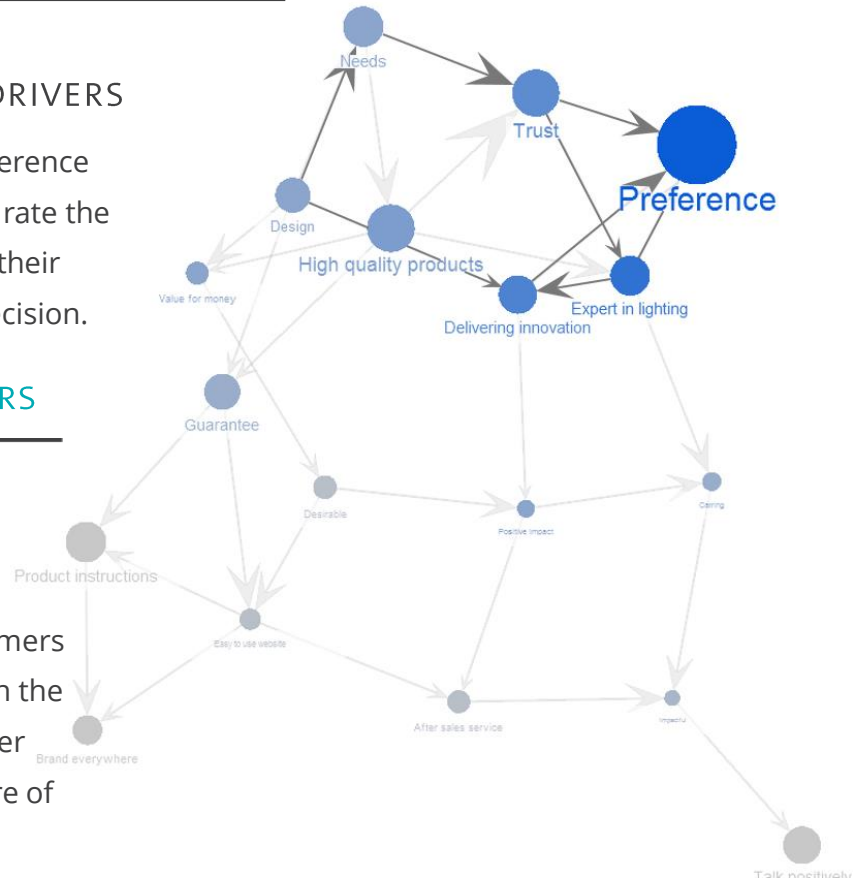 DRIVERS
erence
rate the
their
cision.
RS
mers
n the
er
re of
Needs
Trust
Preference
Design
High quality products
Value for money
Delivering innovation
Expert in lighting
Guarantee
Desirable
Positive impact
Caring
Product instructions
Easy to use website
After sales service
Impactful
Brand everywhere
Talk positively